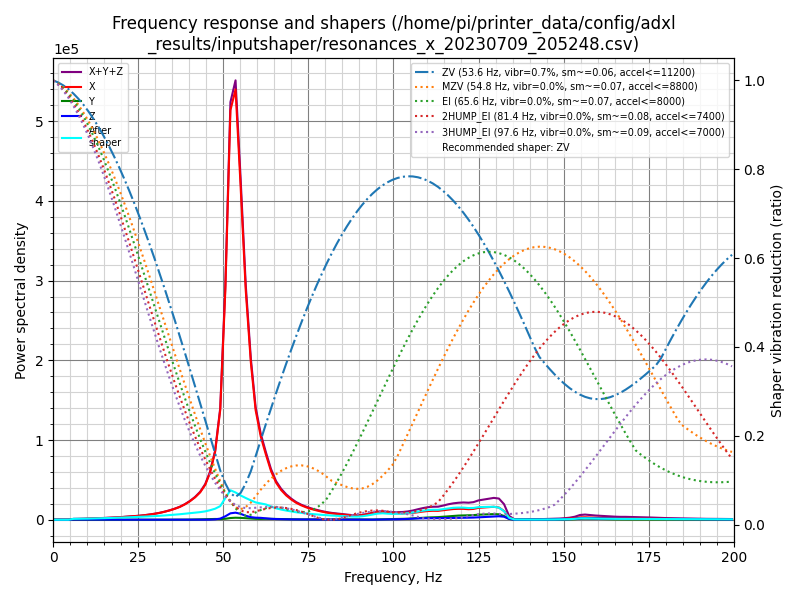 Frequency response and shapers (/home/pi/printer_data/config/adxl
_results/inputshaper/resonances_x_20230709_205248.csv)
1e5
X+Y+Z
X
Y
Z
After
shaper
ZV (53.6 Hz, vibr=0.7%, sm~=0.06, accel<=11200)
MZV (54.8 Hz, vibr=0.0%, sm~=0.07, accel<=8800)
EI (65.6 Hz, vibr=0.0%, sm~=0.07, accel<=8000)
2HUMP_EI (81.4 Hz, vibr=0.0%, sm~=0.08, accel<=7400)
3HUMP_EI (97.6 Hz, vibr=0.0%, sm~=0.09, accel<=7000)
Recommended shaper: ZV
Power spectral density
5
4
3
2
1
0
1.0
0.8
0.6
0.4
0.2
0.0
Shaper vibration reduction (ratio)
0 25 50 75 100 125 150 175 200
Frequency, Hz